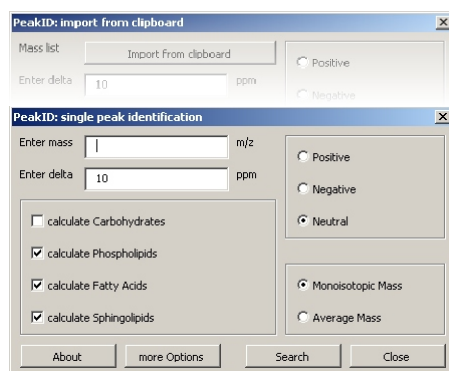 PeakID: import from clipboard
Mass list Import from clipboard
Positive
Enter delta 10 ppm
Negative
PeakID: single peak identification
Enter mass m/z
Positive
Enter delta 10 ppm
Negative
calculate Carbohydrates
Neutral
calculate Phospholipids
calculate Fatty Acids
Monoisotopic Mass
calculate Sphingolipids
Average Mass
About more Options Search Close